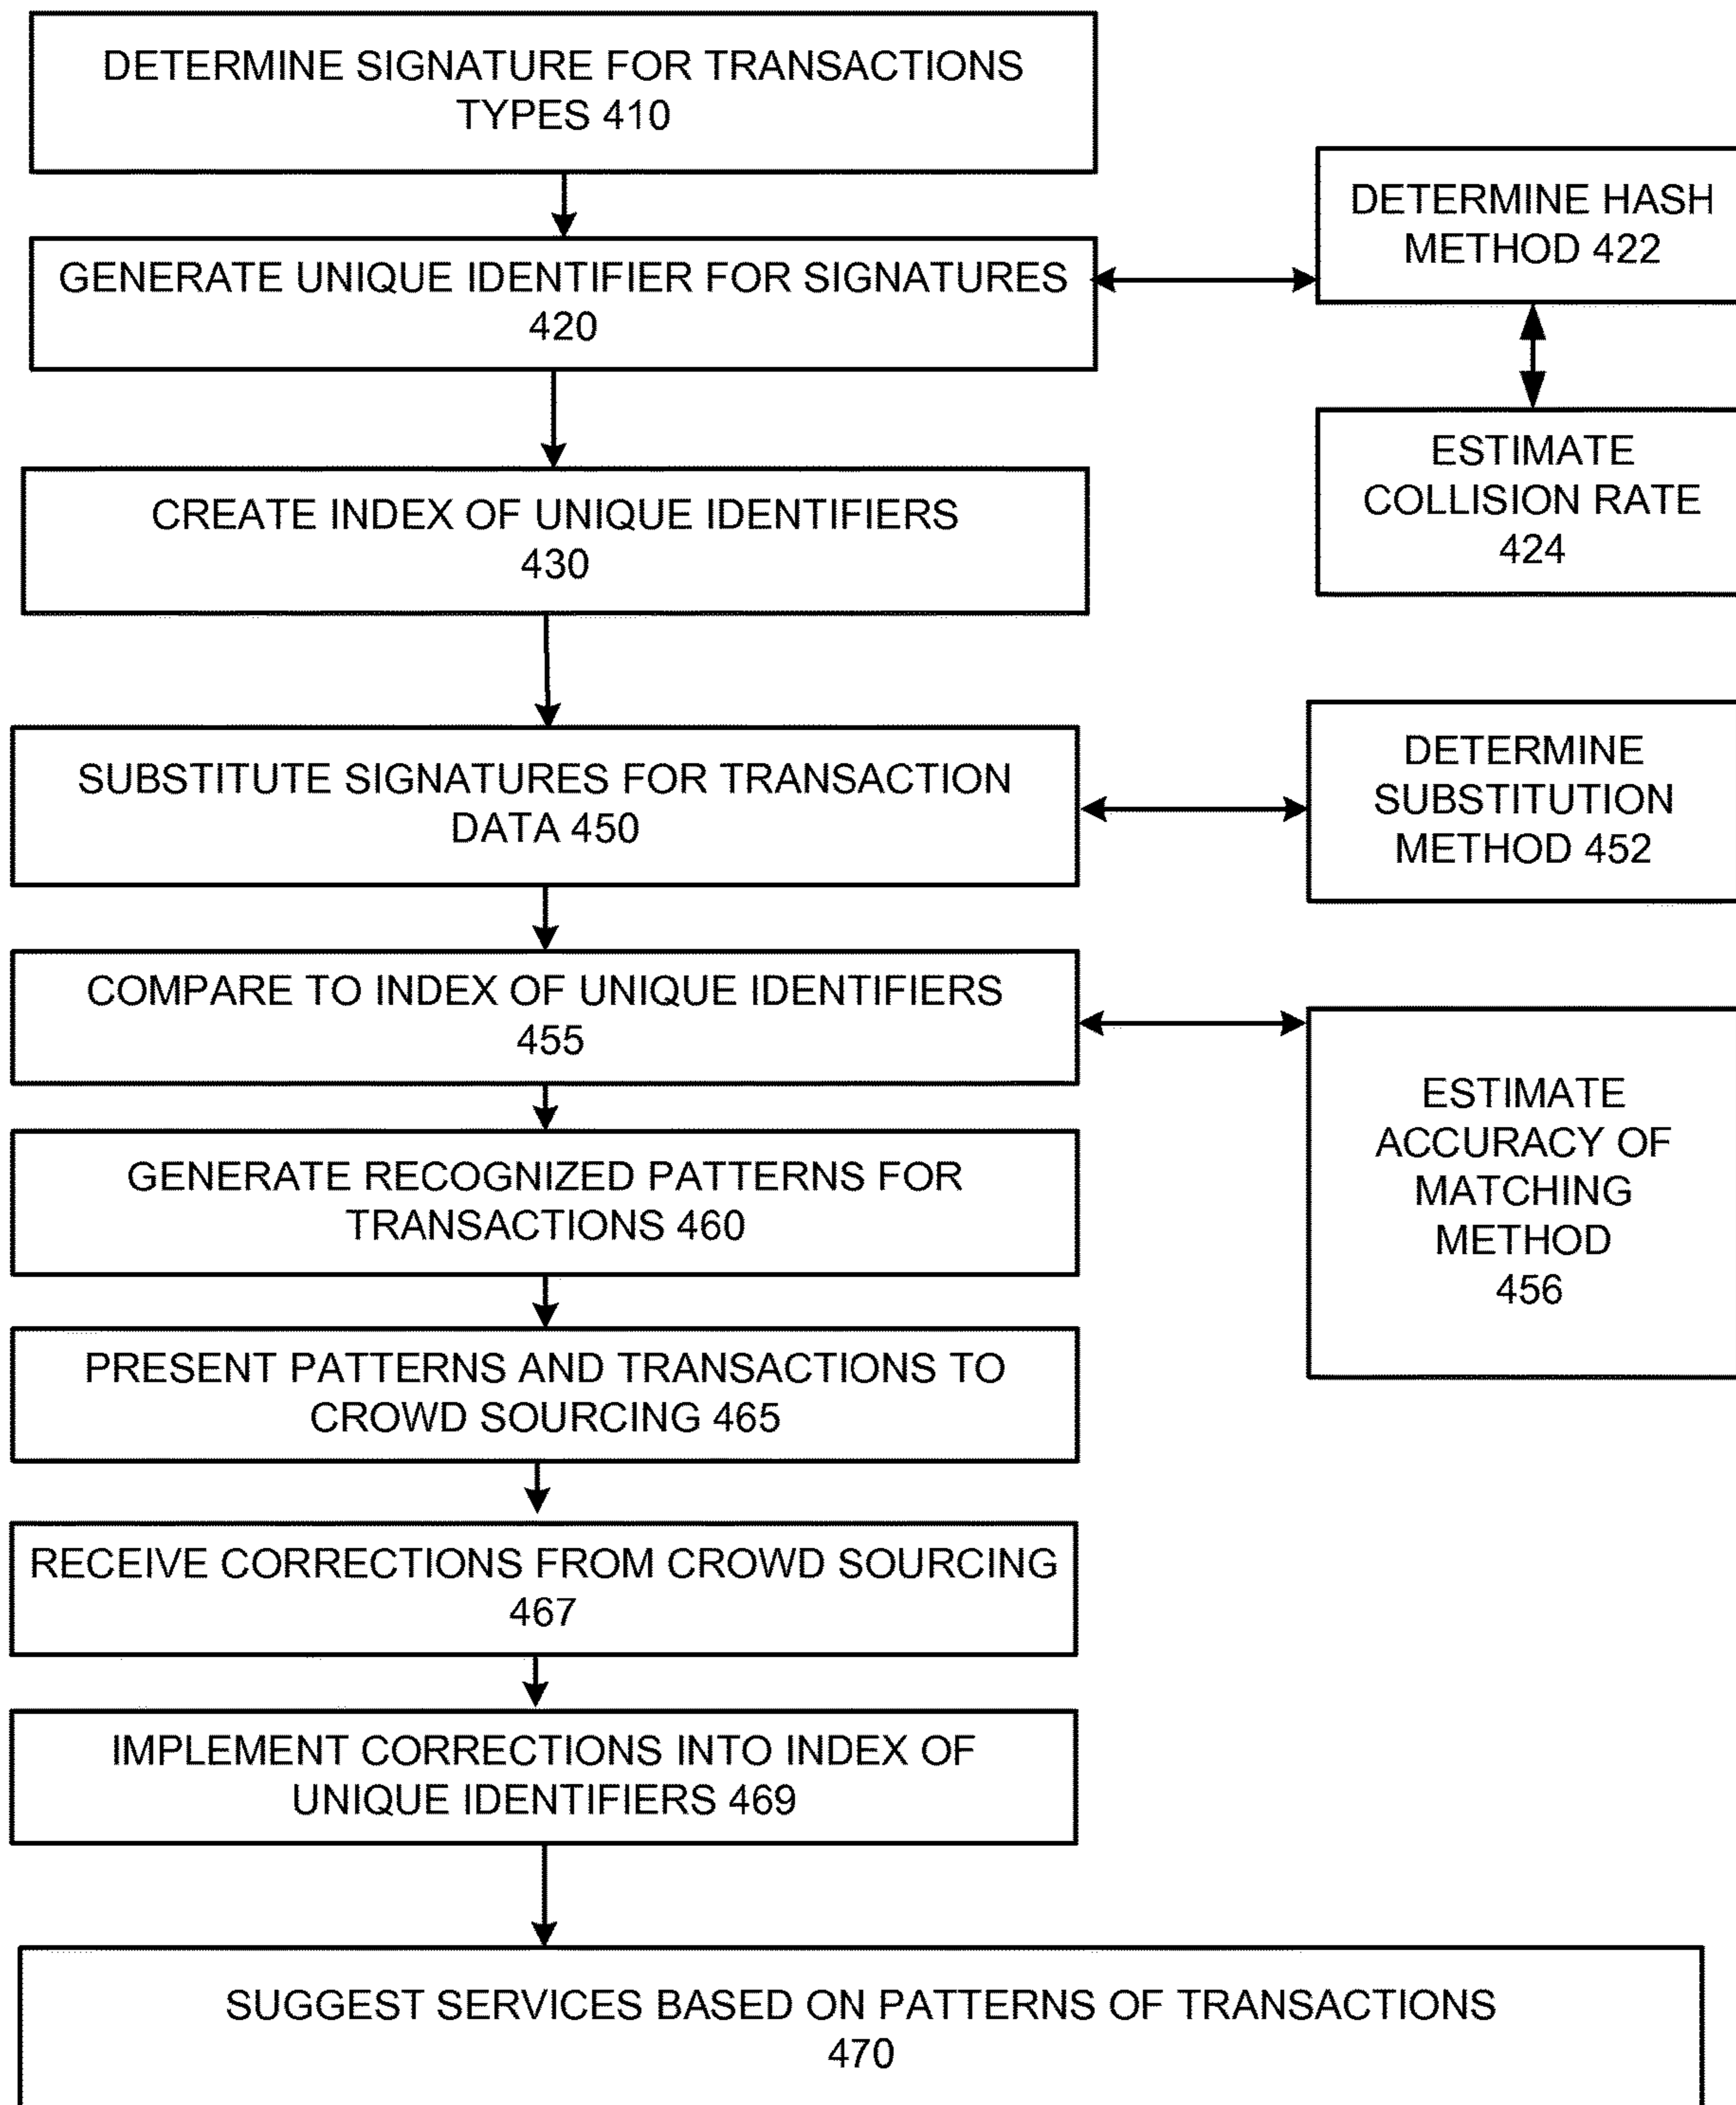 DETERMINE SIGNATURE FOR TRANSACTIONS
TYPES 410
DETERMINE HASH
METHOD 422
GENERATE UNIQUE IDENTIFIER FOR SIGNATURES
420
ESTIMATE
COLLISION RATE
424
CREATE INDEX OF UNIQUE IDENTIFIERS
430
SUBSTITUTE SIGNATURES FOR TRANSACTION
DATA 450
DETERMINE
SUBSTITUTION
METHOD 452
COMPARE TO INDEX OF UNIQUE IDENTIFIERS
455
ESTIMATE
ACCURACY OF
MATCHING
METHOD
456
GENERATE RECOGNIZED PATTERNS FOR
TRANSACTIONS 460
PRESENT PATTERNS AND TRANSACTIONS TO
CROWD SOURCING 465
RECEIVE CORRECTIONS FROM CROWD SOURCING
467
IMPLEMENT CORRECTIONS INTO INDEX OF
UNIQUE IDENTIFIERS 469
SUGGEST SERVICES BASED ON PATTERNS OF TRANSACTIONS
470